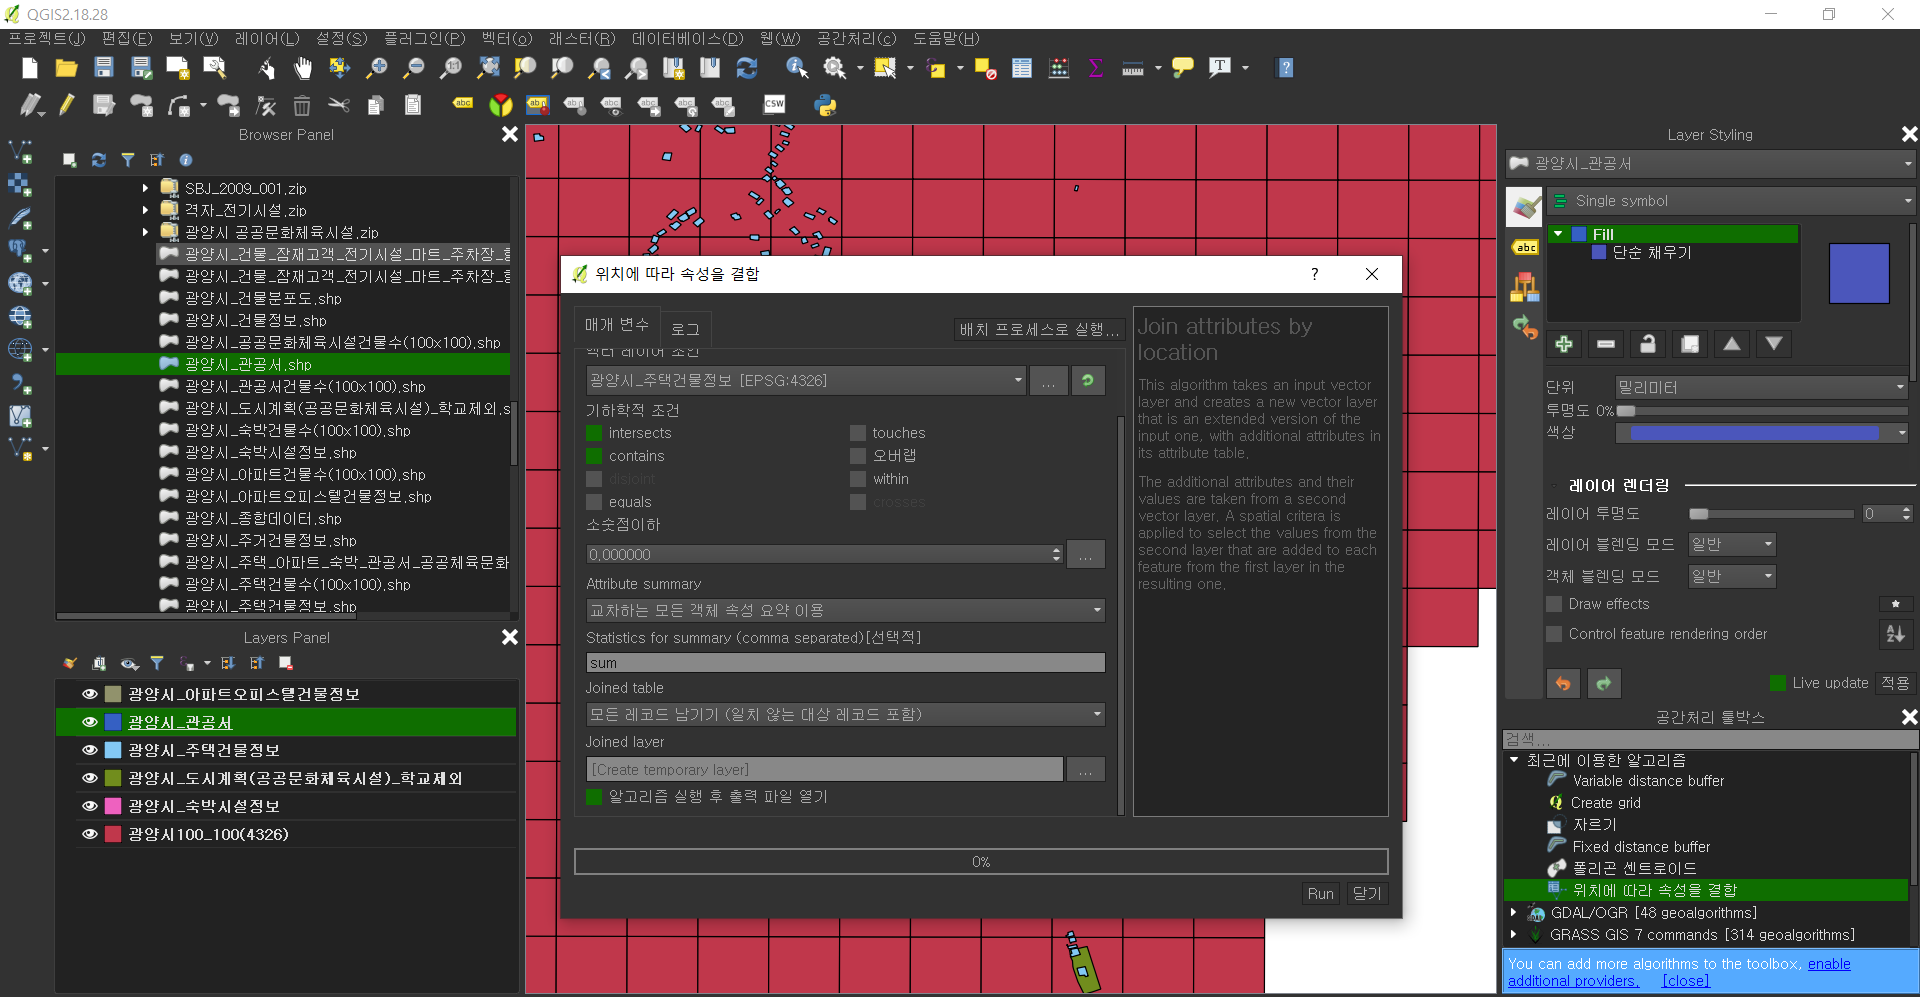 QGIS2.18.28
프로젝트(J) 편집(E) 보기(V) 레이어(L) 설정(S) 플러그인(P) 벡터(O) 래스터(R) 데이터베이스(D) 웹(W) 공간처리(C) 도움말(H)
Browser Panel
SBJ_2009_001.zip
격자_전기시설.zip
광양시 공공문화체육시설.zip
광양시_건물_잠재고객_전기시설_마트_주차장_
광양시_건물_잠재고객_전기시설_마트_주차장_
광양시_건물분포도.shp
광양시_건물정보.shp
광양시_공공문화체육시설건물수(100x100).shp
광양시_관공서.shp
광양시_관공서건물수(100x100).shp
광양시_도시계획(공공문화체육시설)_학교제외.s
광양시_숙박건물수(100x100).shp
광양시_숙박시설정보.shp
광양시_아파트건물수(100x100).shp
광양시_아파트오피스텔건물정보.shp
광양시_종합데이터.shp
광양시_주거건물정보.shp
광양시_주택_아파트_숙박_관공서_공공체육문화
광양시_주택건물수(100x100).shp
광양시_주택건물정보.shp
Layers Panel
광양시_아파트오피스텔건물정보
광양시_관공서
광양시_주택건물정보
광양시_도시계획(공공문화체육시설)_학교제외
광양시_숙박시설정보
광양시100_100(4326)
위치에 따라 속성을 결합
매개 변수 로그 배치 프로세스로 실행...
벡터 레이어 조인
광양시_주택건물정보 [EPSG:4326]
기하학적 조건
intersects touches
contains 오버랩
disjoint within
equals crosses
소숫점이하
0.000000
Attribute summary
교차하는 모든 객체 속성 요약 이용
Statistics for summary (comma separated)[선택적]
sum
Joined table
모든 레코드 남기기 (일치 않는 대상 레코드 포함)
Joined layer
[Create temporary layer]
알고리즘 실행 후 출력 파일 열기
Join attributes by
location
This algorithm takes an input vector
layer and creates a new vector layer
that is an extended version of the
input one, with additional attributes in
its attribute table.
The additional attributes and their
values are taken from a second
vector layer. A spatial critera is
applied to select the values from the
second layer that are added to each
feature from the first layer in the
resulting one.
0%
Run 닫기
Layer Styling
광양시_관공서
Single symbol
Fill
단순 채우기
단위 밀리미터
투명도 0%
색상
레이어 렌더링
레이어 투명도 0
레이어 블렌딩 모드 일반
객체 블렌딩 모드 일반
Draw effects
Control feature rendering order
Live update 적용
공간처리 툴박스
검색...
최근에 이용한 알고리즘
Variable distance buffer
Create grid
자르기
Fixed distance buffer
폴리곤 센트로이드
위치에 따라 속성을 결합
GDAL/OGR [48 geoalgorithms]
GRASS GIS 7 commands [314 geoalgorithms]
You can add more algorithms to the toolbox, enable
additional providers. [close]